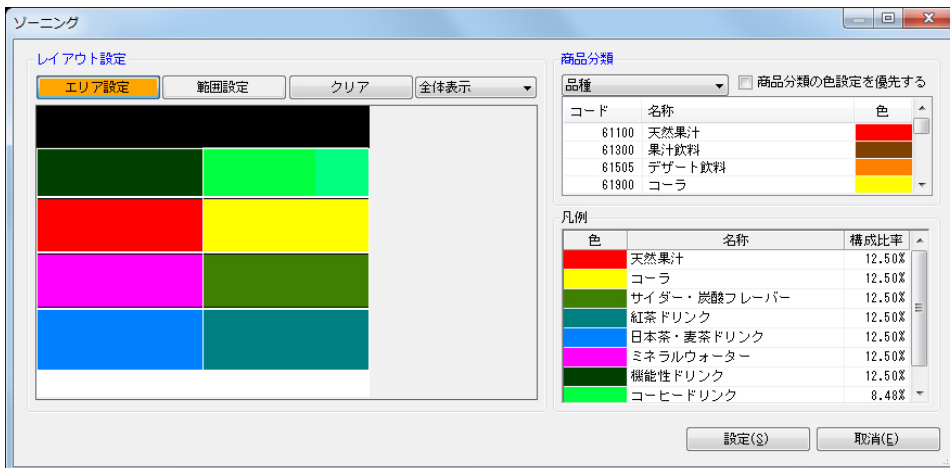 ゾーニング
レイアウト設定
エリア設定 範囲設定 クリア 全体表示
商品分類
品種 商品分類の色設定を優先する
コード 名称 色
61100 天然果汁
61300 果汁飲料
61505 デザート飲料
61900 コーラ
凡例
色 名称 構成比率
天然果汁 12.50%
コーラ 12.50%
サイダー・炭酸フレーバー 12.50%
紅茶ドリンク 12.50%
日本茶・麦茶ドリンク 12.50%
ミネラルウォーター 12.50%
機能性ドリンク 12.50%
コーヒードリンク 8.48%
設定(S) 取消(E)